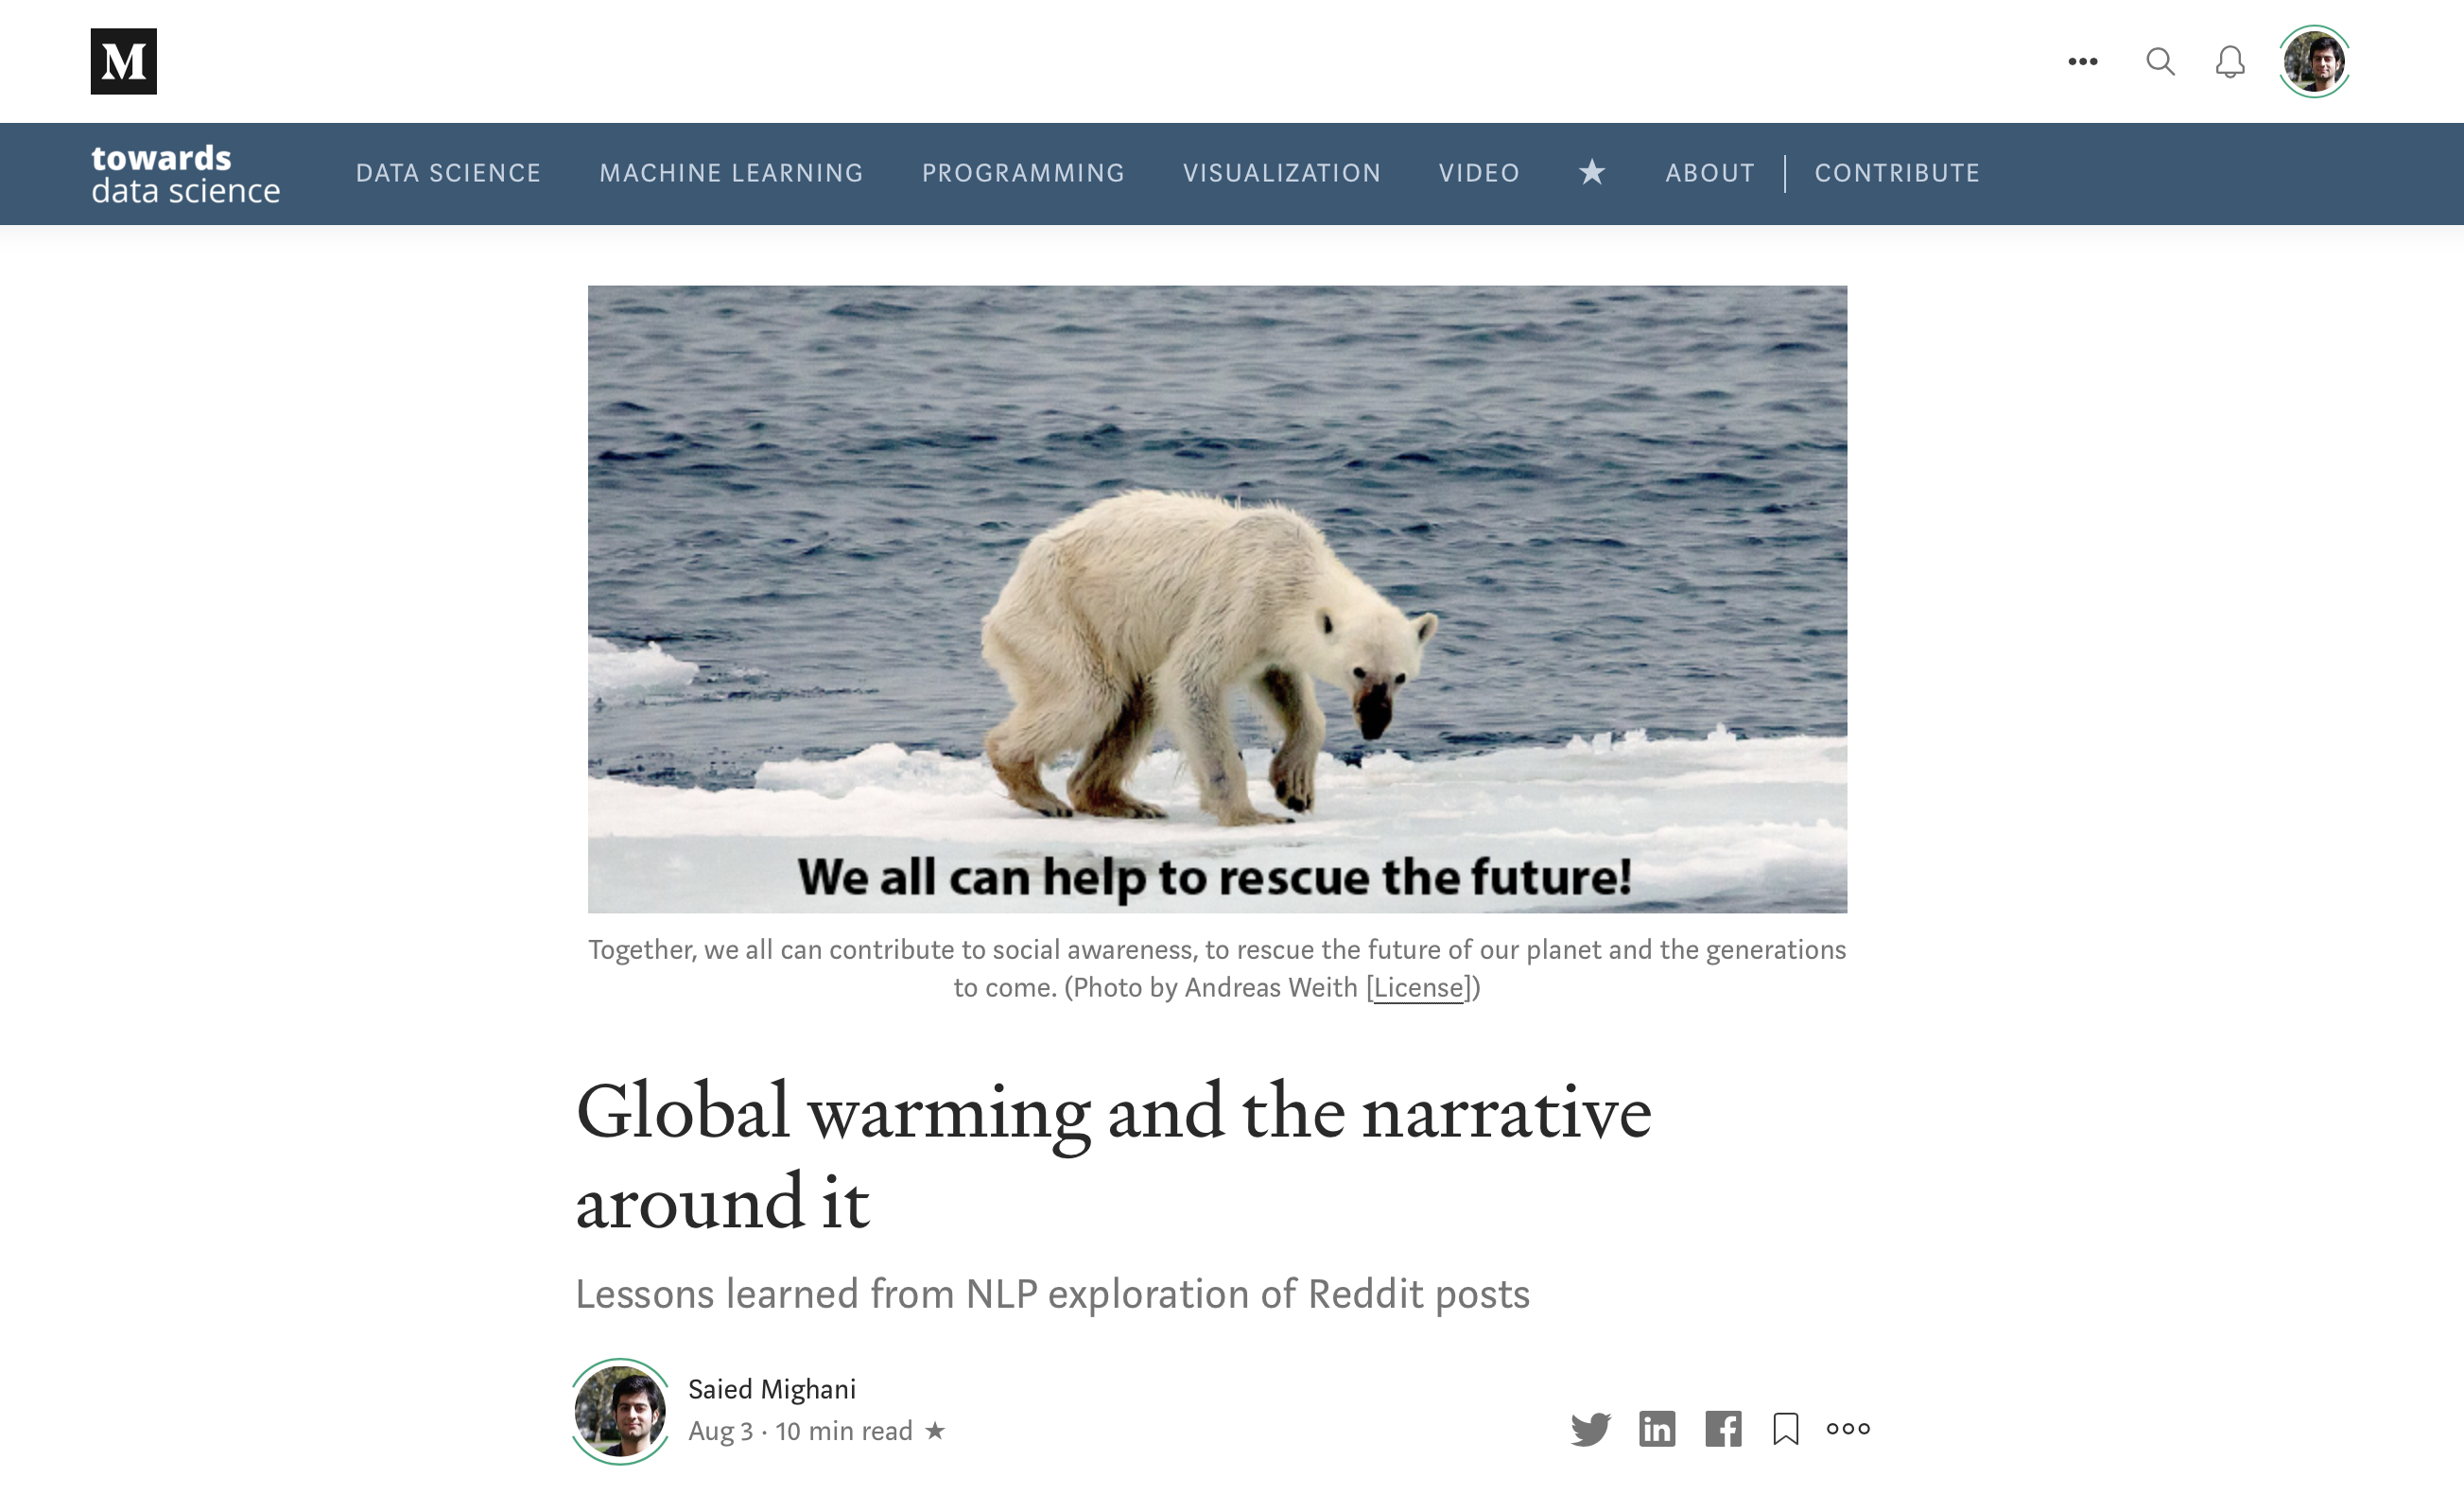 M
towards
data science
DATA SCIENCE MACHINE LEARNING PROGRAMMING VISUALIZATION VIDEO ★ ABOUT CONTRIBUTE
We all can help to rescue the future!
Together, we all can contribute to social awareness, to rescue the future of our planet and the generations
to come. (Photo by Andreas Weith [License])
Global warming and the narrative
around it
Lessons learned from NLP exploration of Reddit posts
Saied Mighani
Aug 3 · 10 min read ★
in f